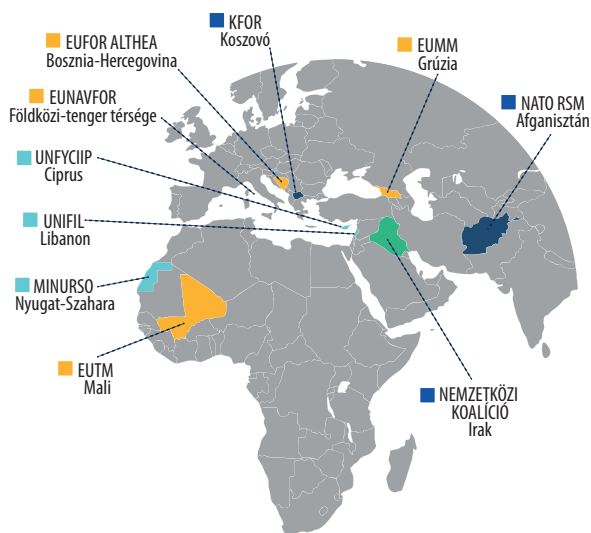 KFOR
Koszovó
EUFOR ALTHEA
Bosznia-Hercegovina
EUMM
Grúzia
EUNAVFOR
Földközi-tenger térsége
NATO RSM
Afganisztán
UNFYCIIP
Ciprus
UNIFIL
Libanon
MINURSO
Nyugat-Szahara
EUTM
Mali
NEMZETKÖZI
KOALÍCIÓ
Irak